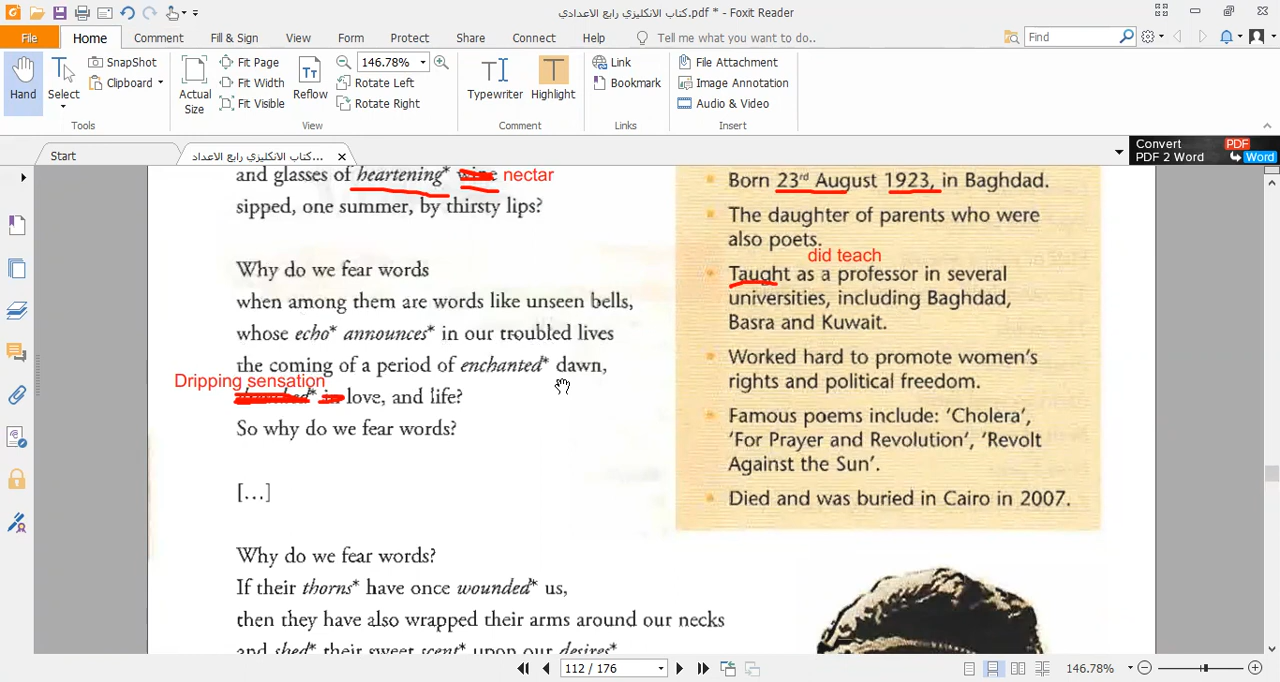 كتاب الانكليزي رابع الاعدادي.pdf * - Foxit Reader
File Home Comment Fill & Sign View Form Protect Share Connect Help Tell me what you want to do.. Find
Hand
Select
SnapShot
Clipboard
Actual Size
Fit Page
Fit Width
Fit Visible
Reflow
146.78%
Rotate Left
Rotate Right
Typewriter
Highlight
Link
Bookmark
File Attachment
Image Annotation
Audio & Video
Tools View Comment Links Insert
Start
كتاب الانكليزي رابع الاعداد...
Convert PDF
PDF 2 Word Word
and glasses of heartening* wine nectar
sipped, one summer, by thirsty lips?
Why do we fear words
when among them are words like unseen bells,
whose echo* announces* in our troubled lives
the coming of a period of enchanted* dawn,
Dripping sensation
love, and life?
So why do we fear words?
[…]
Why do we fear words?
If their thorns* have once wounded* us,
then they have also wrapped their arms around our necks
and shed* their sweet scent* upon our desires*
Born 23rd August 1923, in Baghdad.
The daughter of parents who were
also poets.
did teach
Taught as a professor in several
universities, including Baghdad,
Basra and Kuwait.
Worked hard to promote women's
rights and political freedom.
Famous poems include: 'Cholera',
'For Prayer and Revolution', 'Revolt
Against the Sun'.
Died and was buried in Cairo in 2007.
112 / 176
146.78%